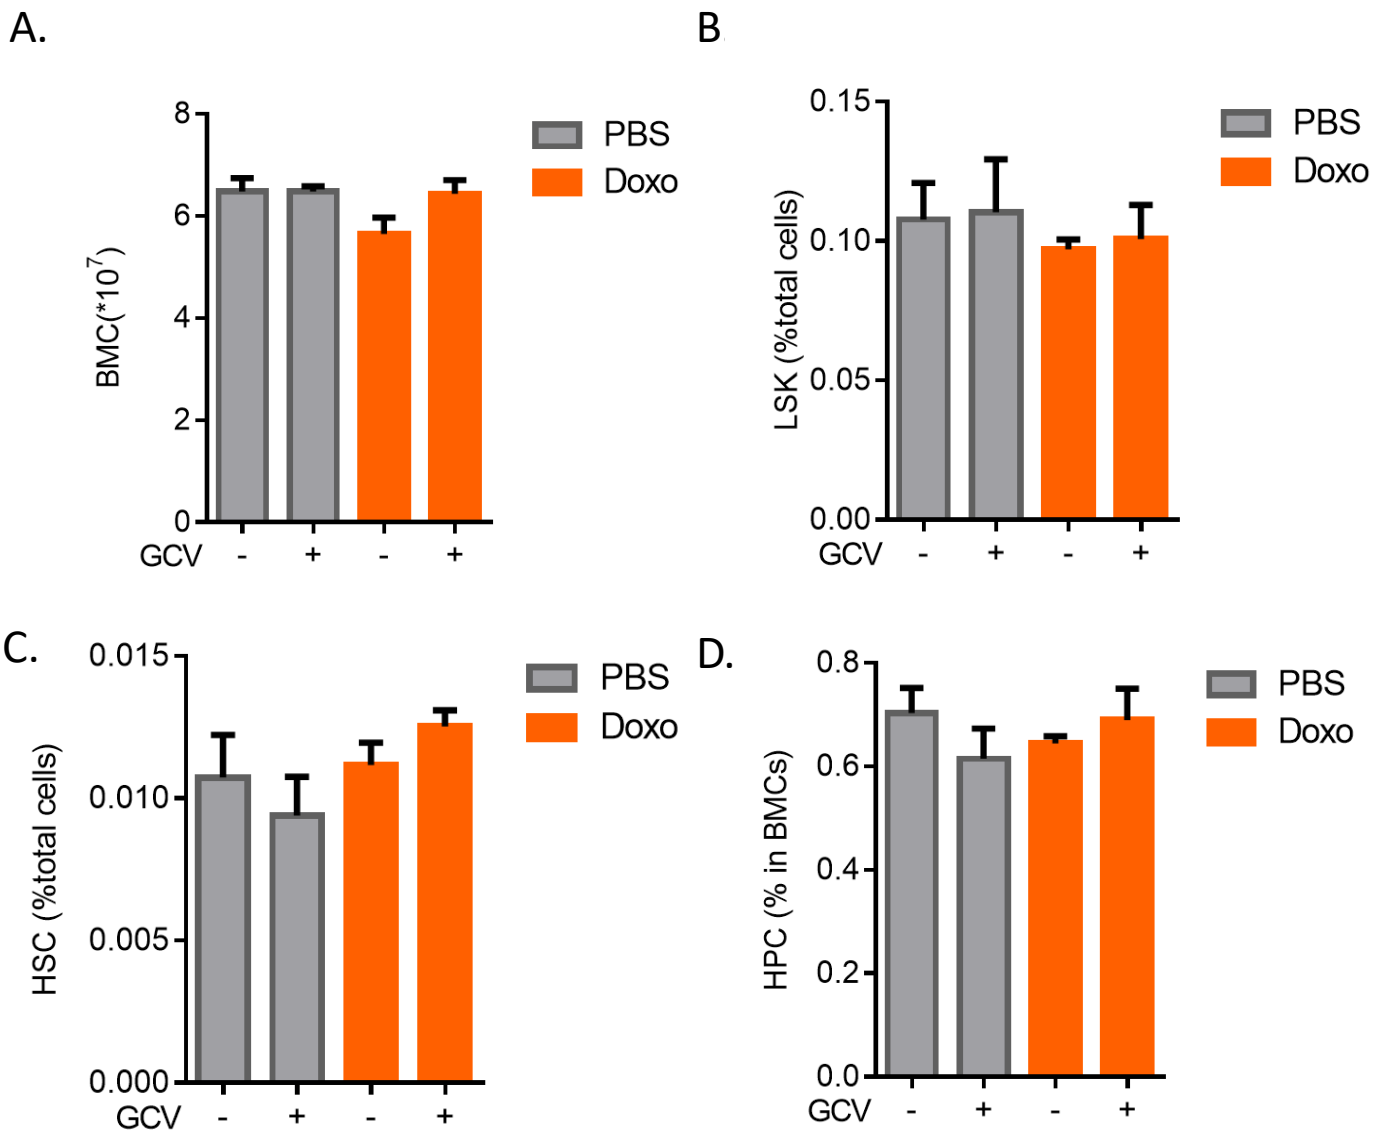 A.
BMC(*10⁷)
8
6
4
2
0
GCV - + - +
PBS
Doxo
B.
LSK (%total cells)
0.15
0.10
0.05
0.00
GCV - + - +
PBS
Doxo
C.
HSC (%total cells)
0.015
0.010
0.005
0.000
GCV - + - +
PBS
Doxo
D.
HPC (% in BMCs)
0.8
0.6
0.4
0.2
0.0
GCV - + - +
PBS
Doxo